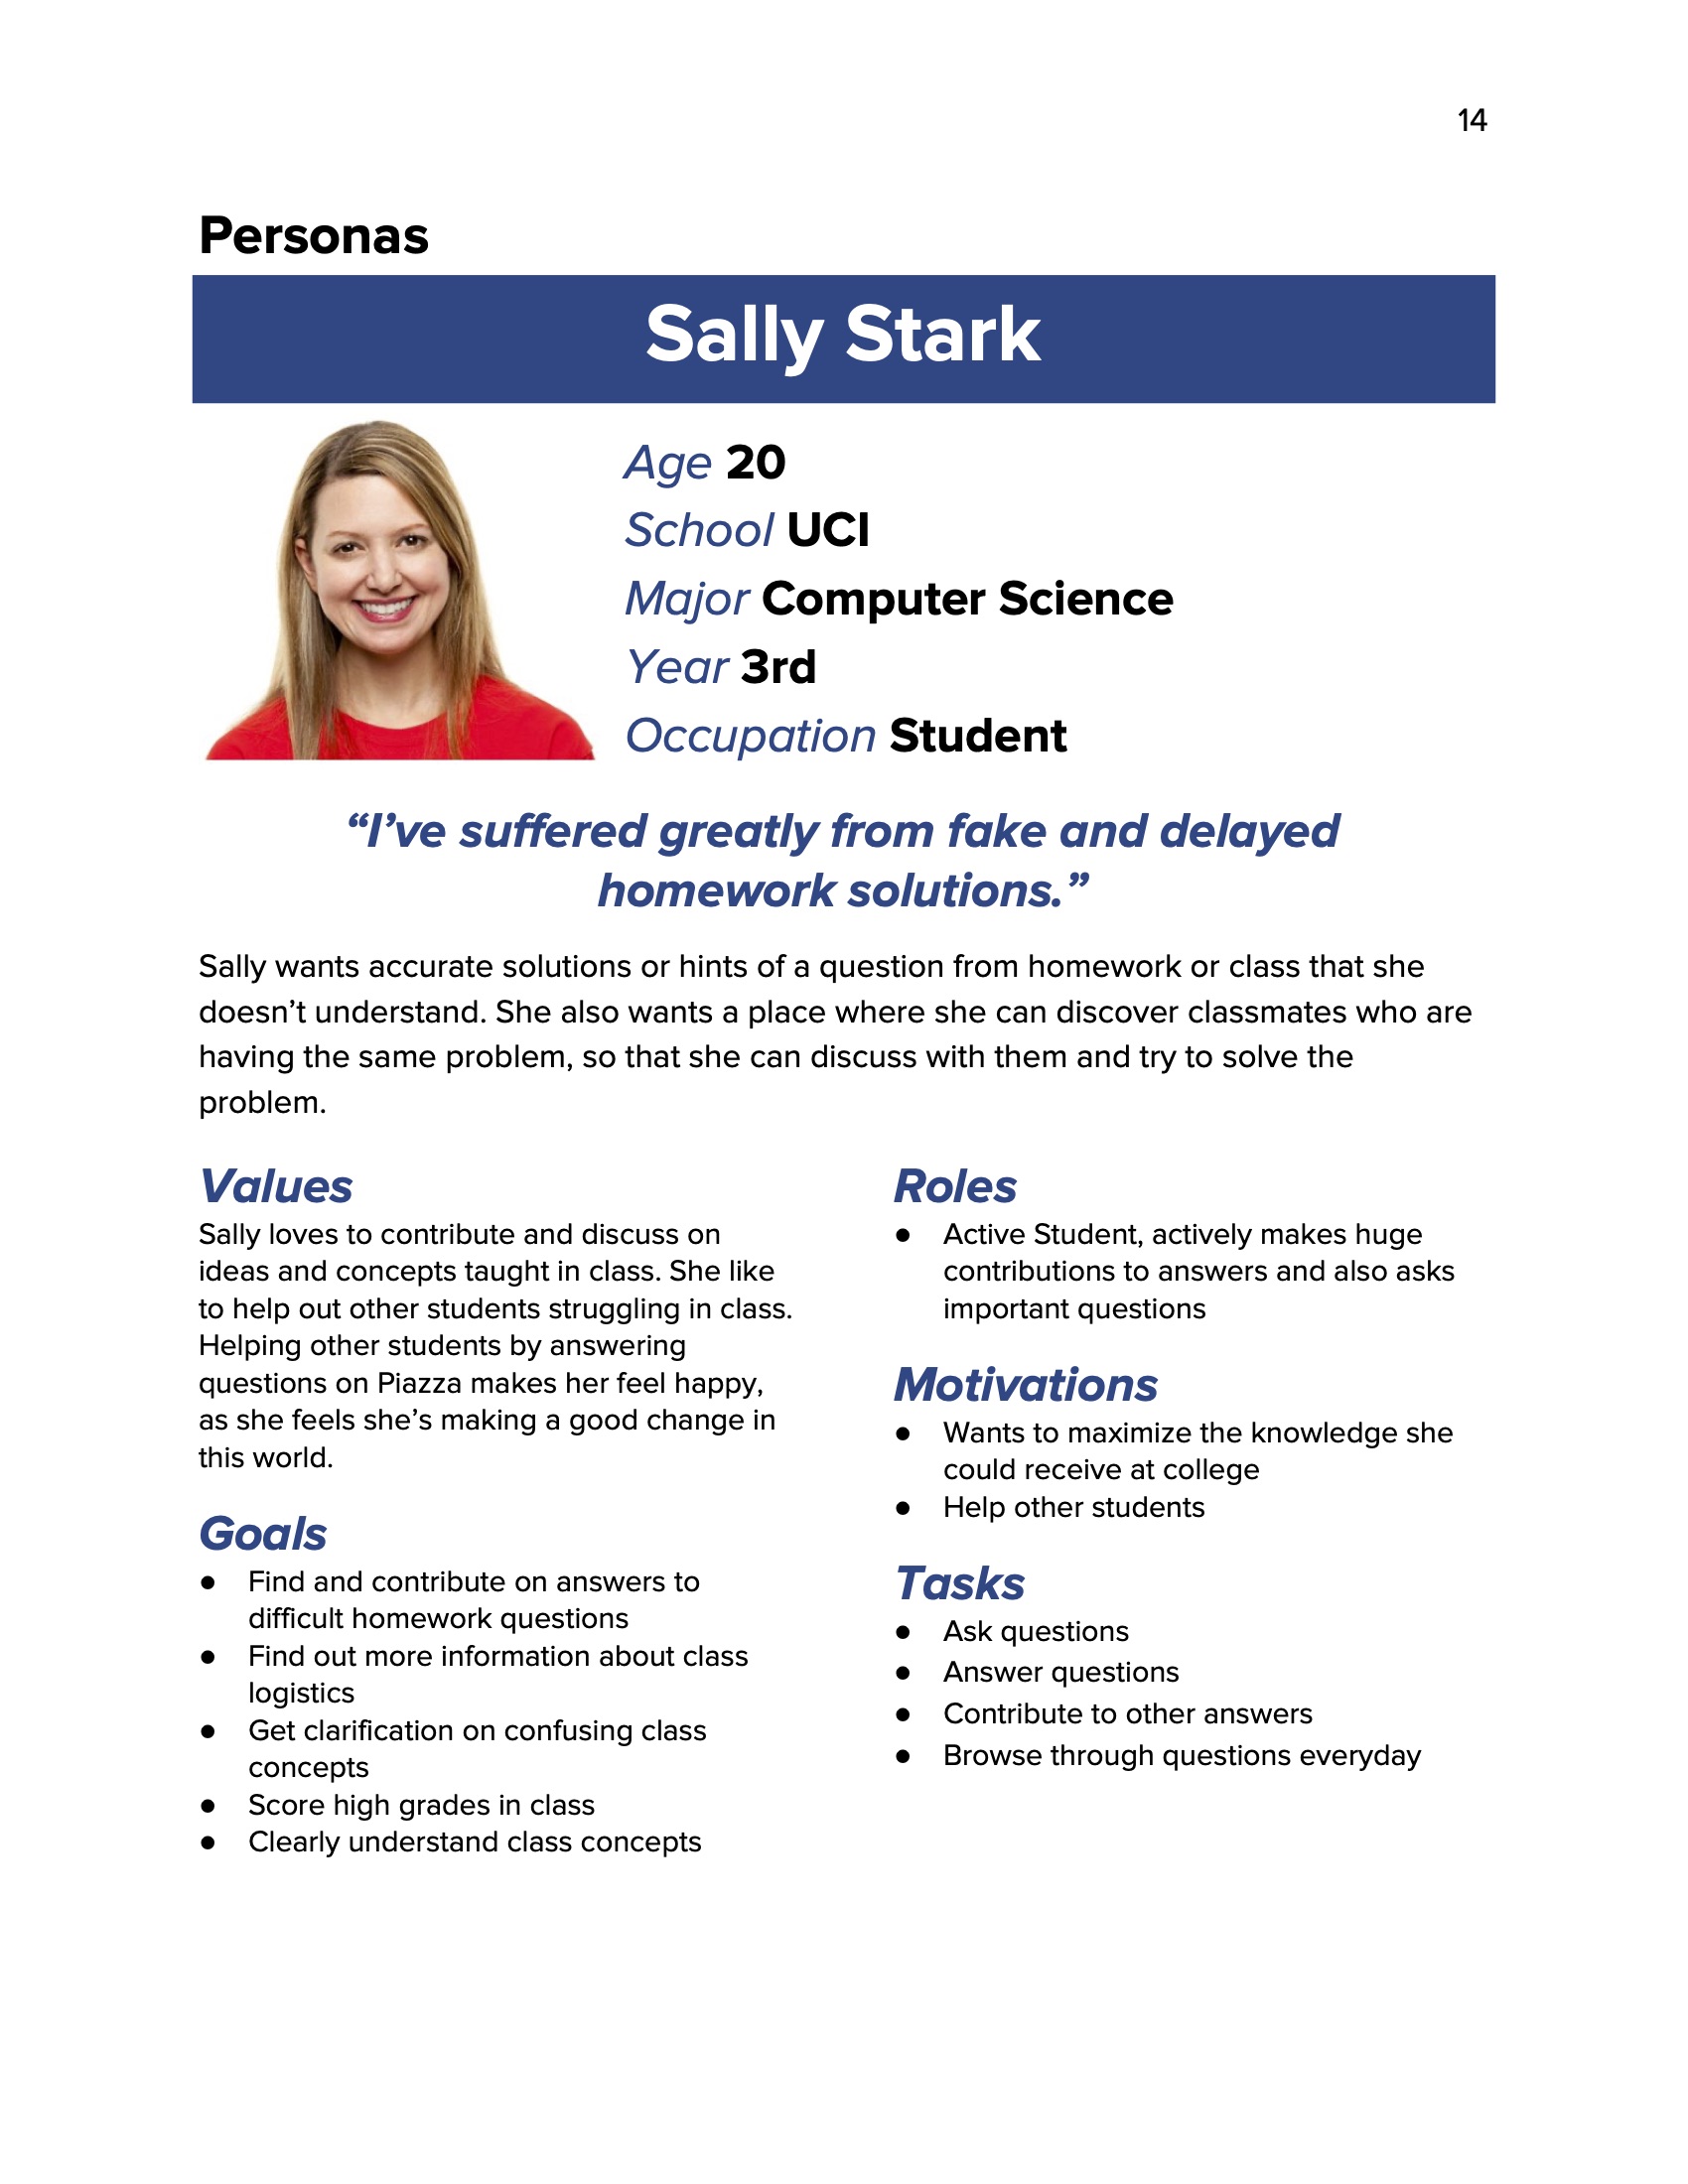 14
Personas
Sally Stark
Age 20
School UCI
Major Computer Science
Year 3rd
Occupation Student
“I’ve suffered greatly from fake and delayed
homework solutions.”
Sally wants accurate solutions or hints of a question from homework or class that she
doesn’t understand. She also wants a place where she can discover classmates who are
having the same problem, so that she can discuss with them and try to solve the
problem.
Values
Sally loves to contribute and discuss on
ideas and concepts taught in class. She like
to help out other students struggling in class.
Helping other students by answering
questions on Piazza makes her feel happy,
as she feels she’s making a good change in
this world.
Goals
● Find and contribute on answers to
difficult homework questions
● Find out more information about class
logistics
● Get clarification on confusing class
concepts
● Score high grades in class
● Clearly understand class concepts
Roles
● Active Student, actively makes huge
contributions to answers and also asks
important questions
Motivations
● Wants to maximize the knowledge she
could receive at college
● Help other students
Tasks
● Ask questions
● Answer questions
● Contribute to other answers
● Browse through questions everyday